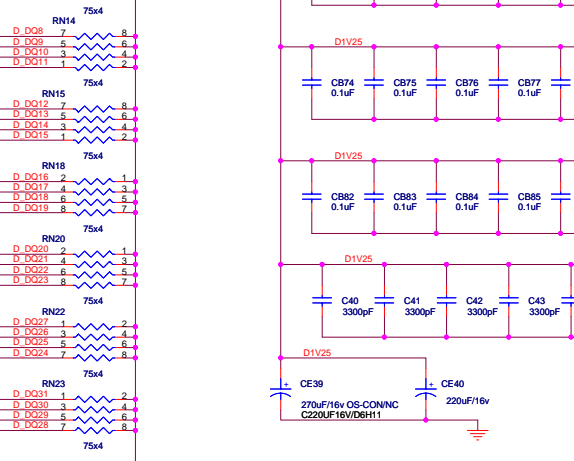 75x4
RN14
D_DQ8 7 8
D_DQ9 5 6
D_DQ10 3 4
D_DQ11 1 2
75x4
RN15
D_DQ12 7 8
D_DQ13 5 6
D_DQ14 3 4
D_DQ15 1 2
75x4
RN18
D_DQ16 2 1
D_DQ17 4 3
D_DQ18 6 5
D_DQ19 8 7
75x4
RN20
D_DQ20 2 1
D_DQ21 4 3
D_DQ22 6 5
D_DQ23 8 7
75x4
RN22
D_DQ27 1 2
D_DQ26 3 4
D_DQ25 5 6
D_DQ24 7 8
75x4
RN23
D_DQ31 1 2
D_DQ30 3 4
D_DQ29 5 6
D_DQ28 7 8
75x4
D1V25
CB74 CB75 CB76 CB77
0.1uF 0.1uF 0.1uF 0.1uF
D1V25
CB82 CB83 CB84 CB85
0.1uF 0.1uF 0.1uF 0.1uF
D1V25
C40 C41 C42 C43
3300pF 3300pF 3300pF 3300pF
D1V25
CE39 CE40
270uF/16v OS-CON/NC 220uF/16v
C220UF16V/D6H11